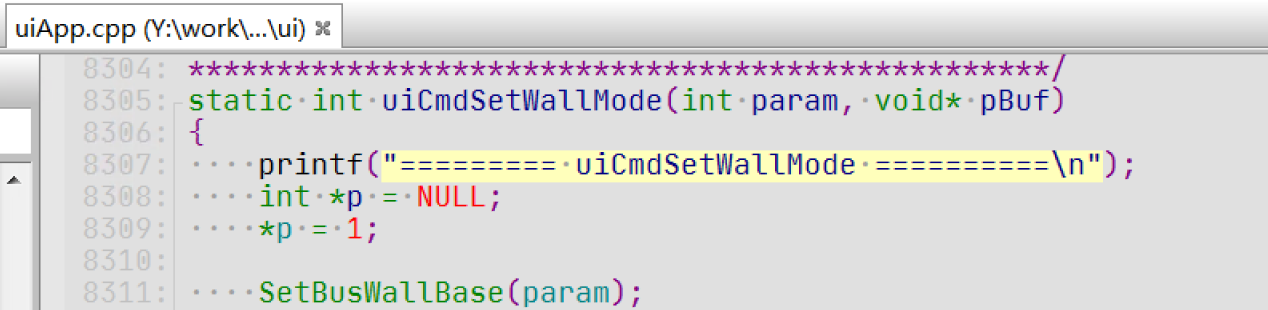 uiApp.cpp (Y:\work\...\ui)
8304: *************************************************/
8305: static int uiCmdSetWallMode(int param, void* pBuf)
8306: {
8307: printf("========= uiCmdSetWallMode ==========\n");
8308: int *p = NULL;
8309: *p = 1;
8310:
8311: SetBusWallBase(param);